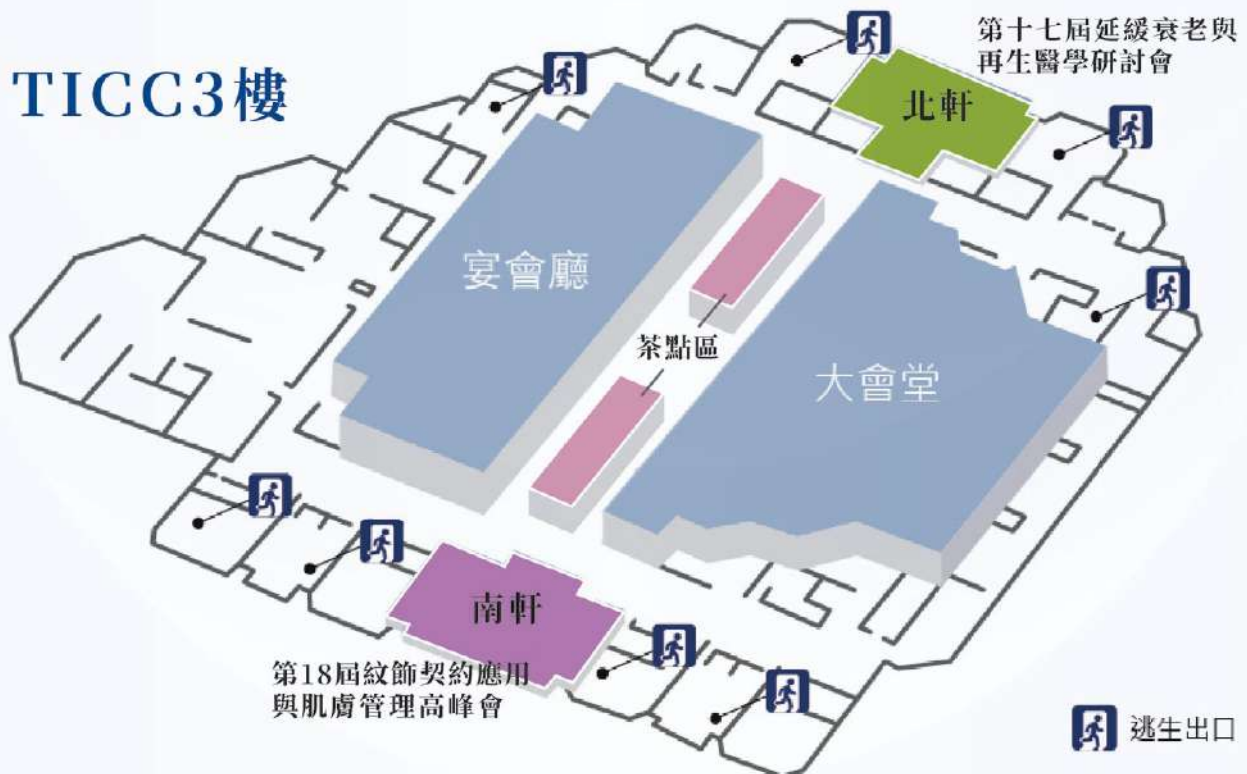 TICC3樓
第十七屆延緩衰老與
再生醫學研討會
北軒
宴會廳
茶點區
大會堂
南軒
第18屆紋飾契約應用
與肌膚管理高峰會
逃生出口